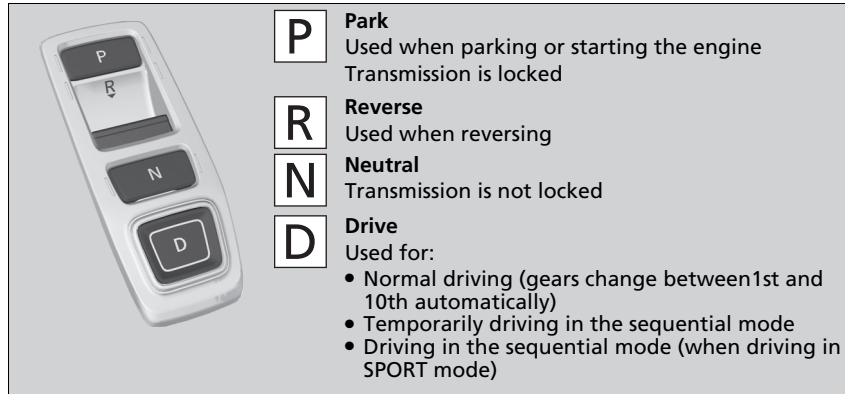 P
R
N
D
P
Park
Used when parking or starting the engine
Transmission is locked
R
Reverse
Used when reversing
N
Neutral
Transmission is not locked
D
Drive
Used for:
• Normal driving (gears change between1st and
10th automatically)
• Temporarily driving in the sequential mode
• Driving in the sequential mode (when driving in
SPORT mode)